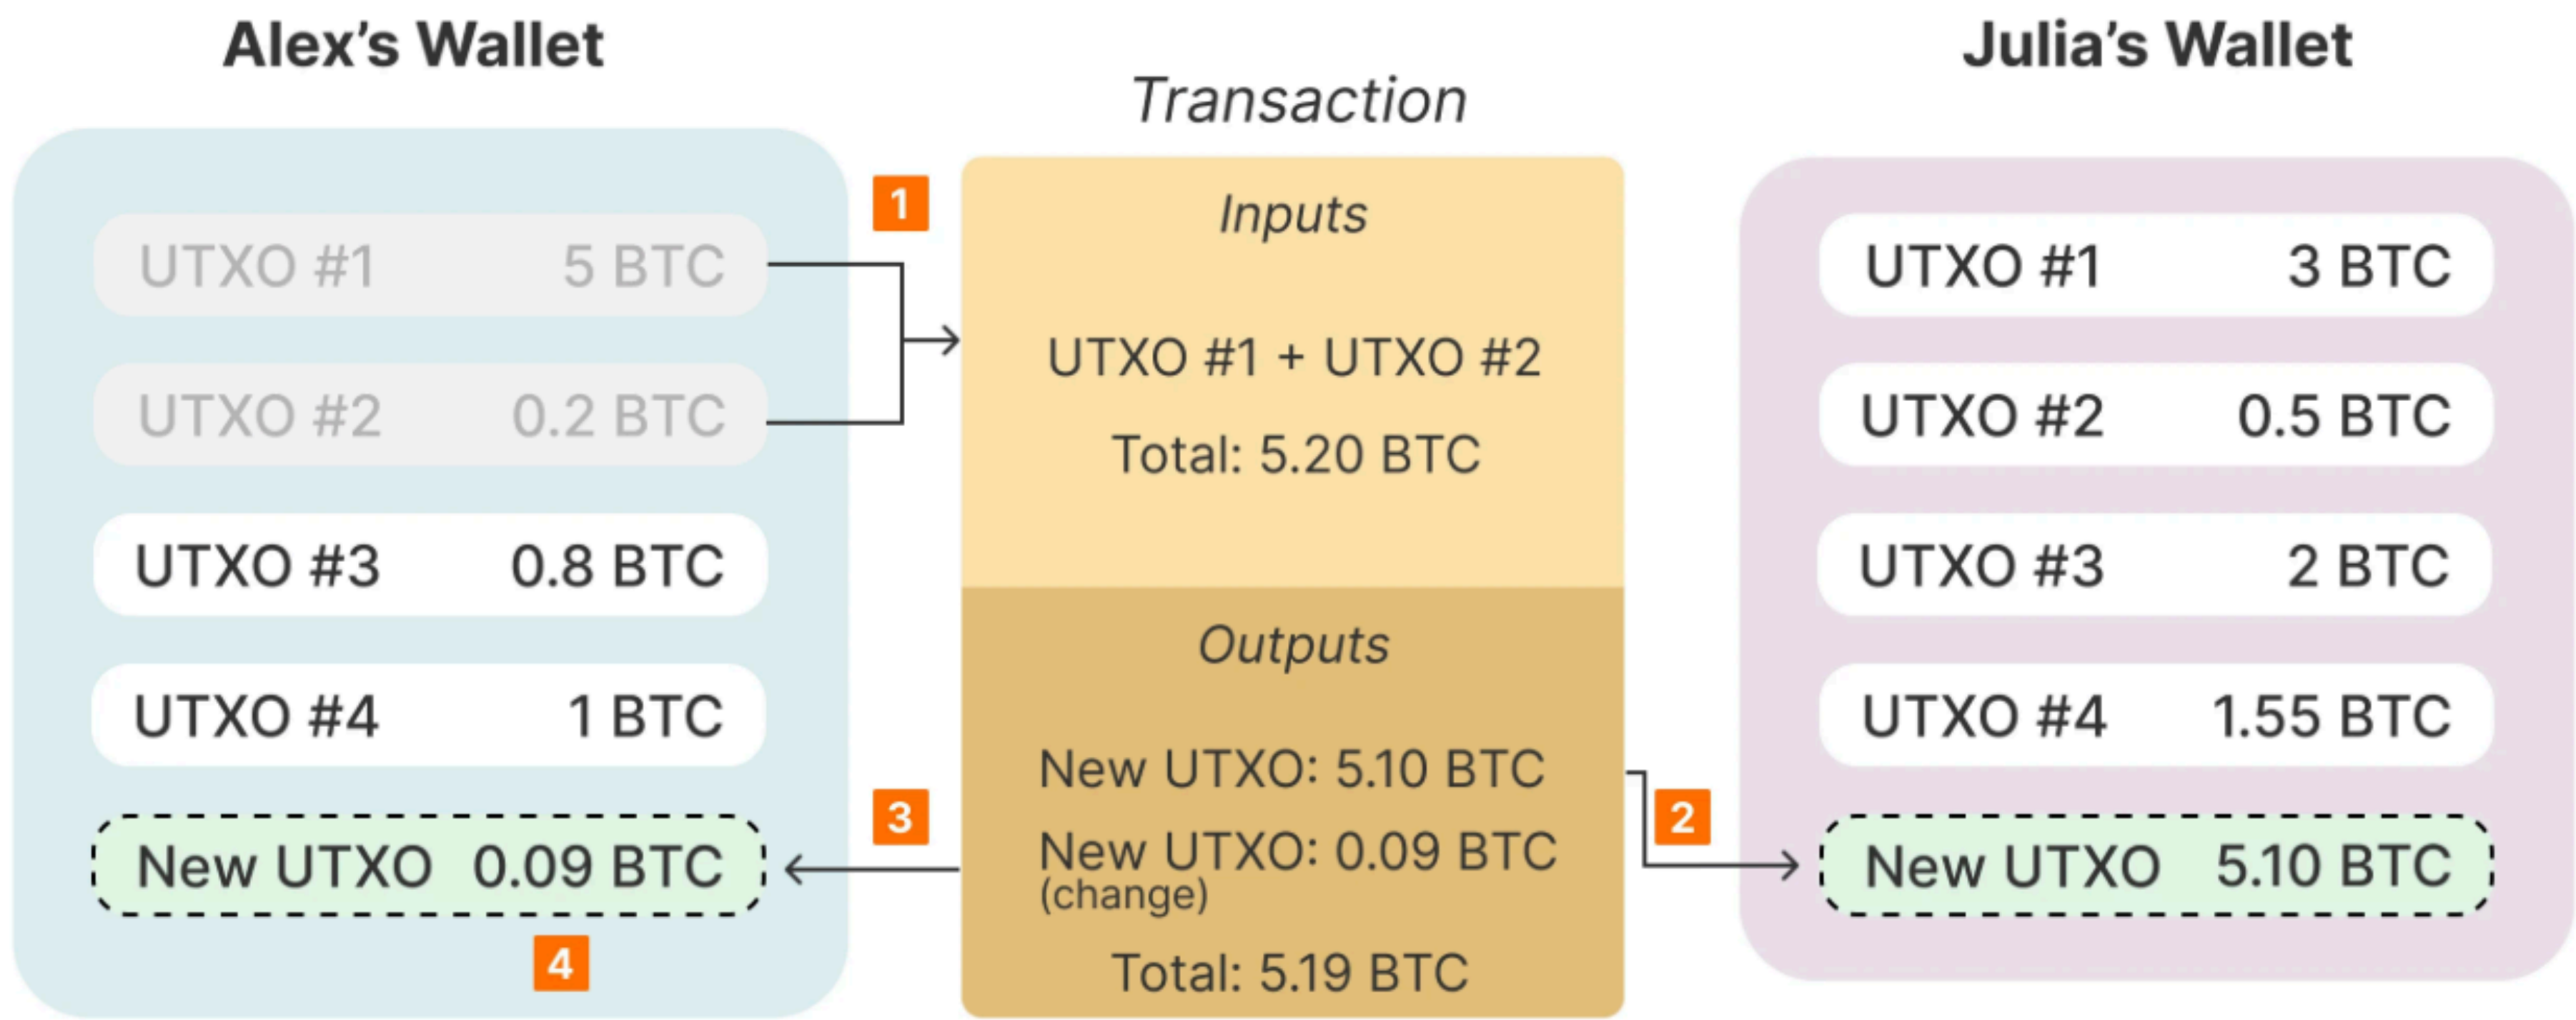 Alex's Wallet
UTXO #1 5 BTC
UTXO #2 0.2 BTC
UTXO #3 0.8 BTC
UTXO #4 1 BTC
New UTXO 0.09 BTC
4
1
3
Transaction
Inputs
UTXO #1 + UTXO #2
Total: 5.20 BTC
Outputs
New UTXO: 5.10 BTC
New UTXO: 0.09 BTC
(change)
Total: 5.19 BTC
2
Julia's Wallet
UTXO #1 3 BTC
UTXO #2 0.5 BTC
UTXO #3 2 BTC
UTXO #4 1.55 BTC
New UTXO 5.10 BTC